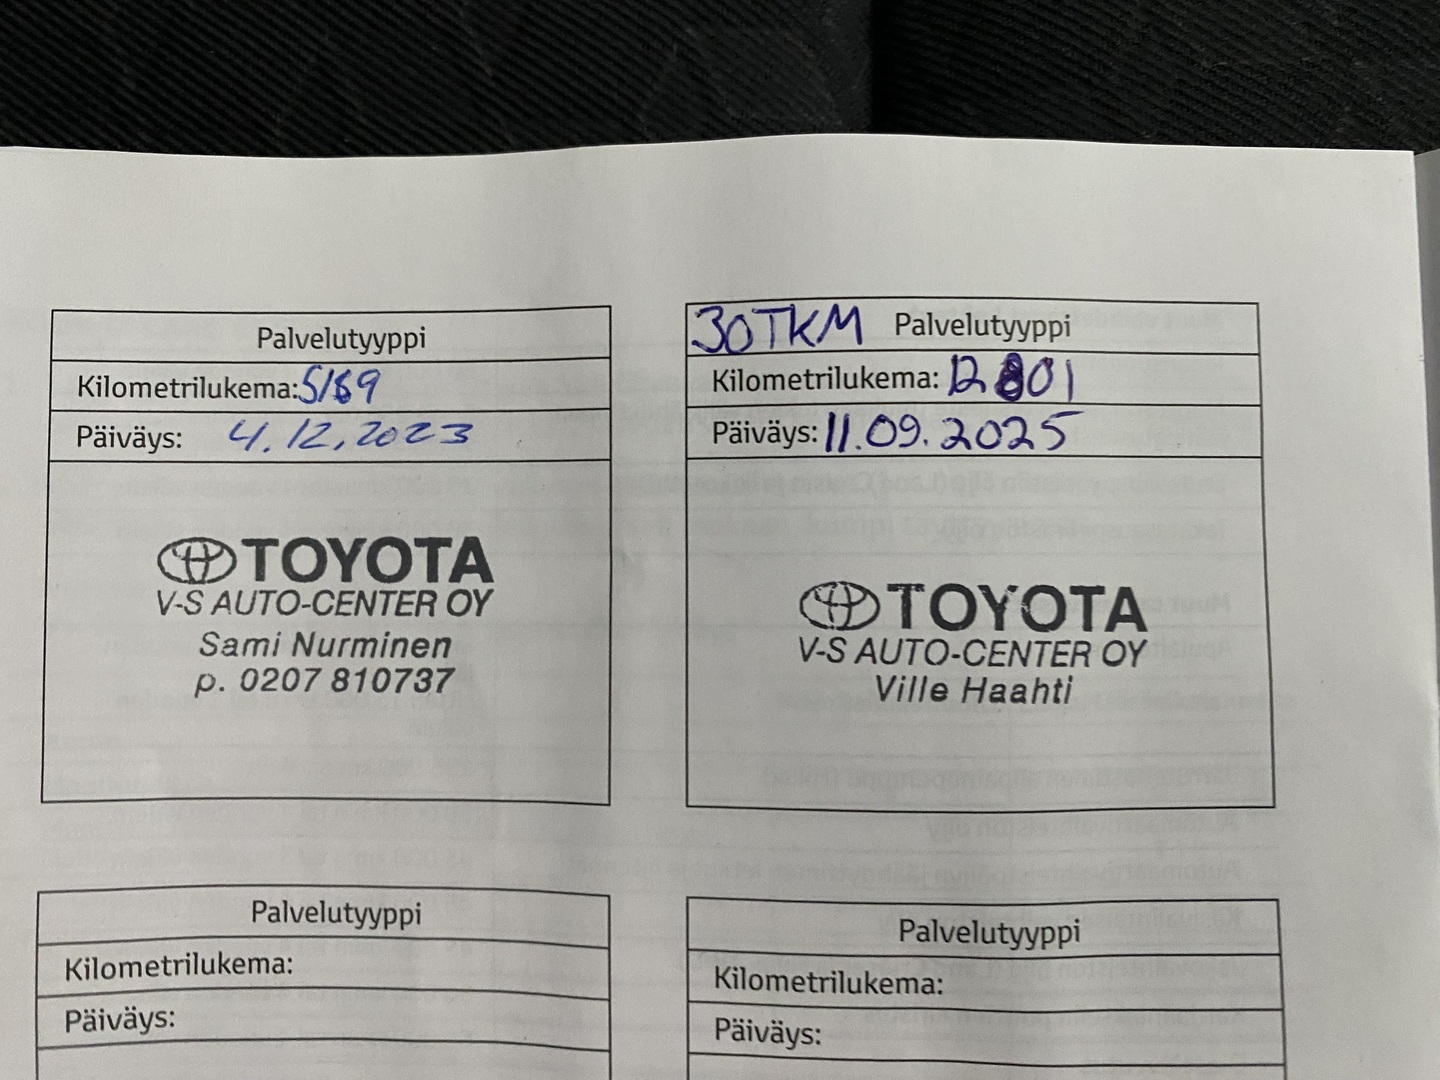 Palvelutyyppi
Kilometrilukema: 5169
Päiväys: 4.12.2023
TOYOTA
V-S AUTO-CENTER OY
Sami Nurminen
p. 0207 810737
30TKM Palvelutyyppi
Kilometrilukema: 12801
Päiväys: 11.09.2025
TOYOTA
V-S AUTO-CENTER OY
Ville Haahti
Palvelutyyppi
Kilometrilukema:
Päiväys:
Palvelutyyppi
Kilometrilukema:
Päiväys: